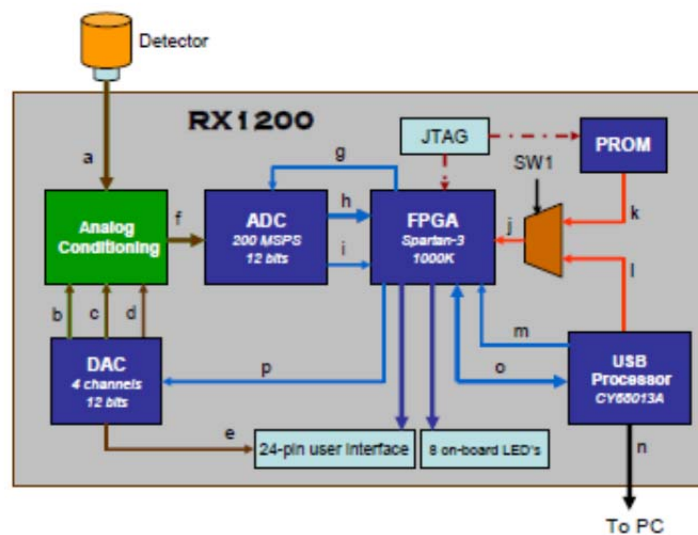 Detector
RX1200
JTAG
PROM
SW1
a
g
k
Analog
Conditioning
f
ADC
200 MSPS
12 bits
h
i
FPGA
Spartan-3
1000K
j
l
b
c
d
m
DAC
4 channels
12 bits
p
o
USB
Processor
CY68013A
e
24-pin user interface
8 on-board LED's
n
To PC